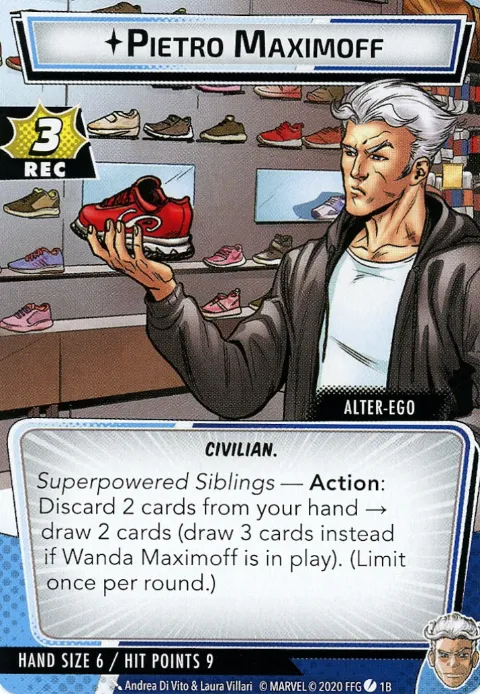 PIETRO MAXIMOFF
3
REC
ALTER-EGO
CIVILIAN.
Superpowered Siblings — Action:
Discard 2 cards from your hand →
draw 2 cards (draw 3 cards instead
if Wanda Maximoff is in play). (Limit
once per round.)
HAND SIZE 6 / HIT POINTS 9
Andrea Di Vito & Laura Villari © MARVEL © 2020 FFG 1B